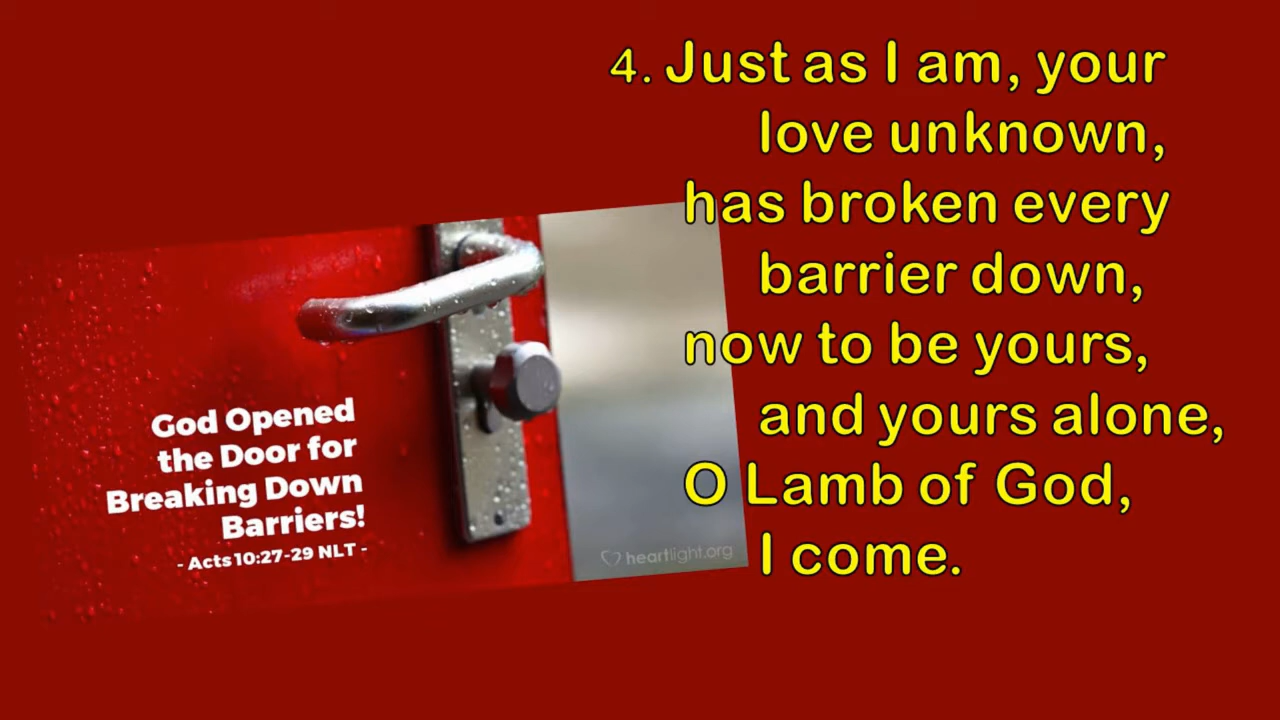 4. Just as I am, your
love unknown,
has broken every
barrier down,
now to be yours,
and yours alone,
O Lamb of God,
I come.
God Opened
the Door for
Breaking Down
Barriers!
- Acts 10:27-29 NLT -
heartlight.org